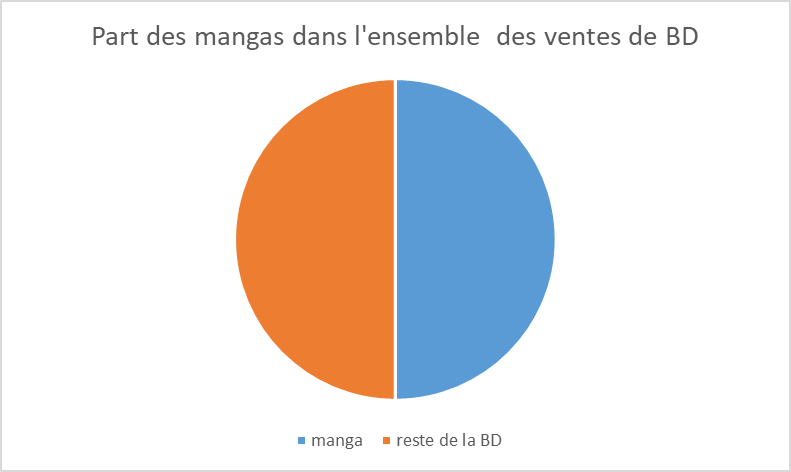 Part des mangas dans l'ensemble  des ventes de BD
manga
reste de la BD